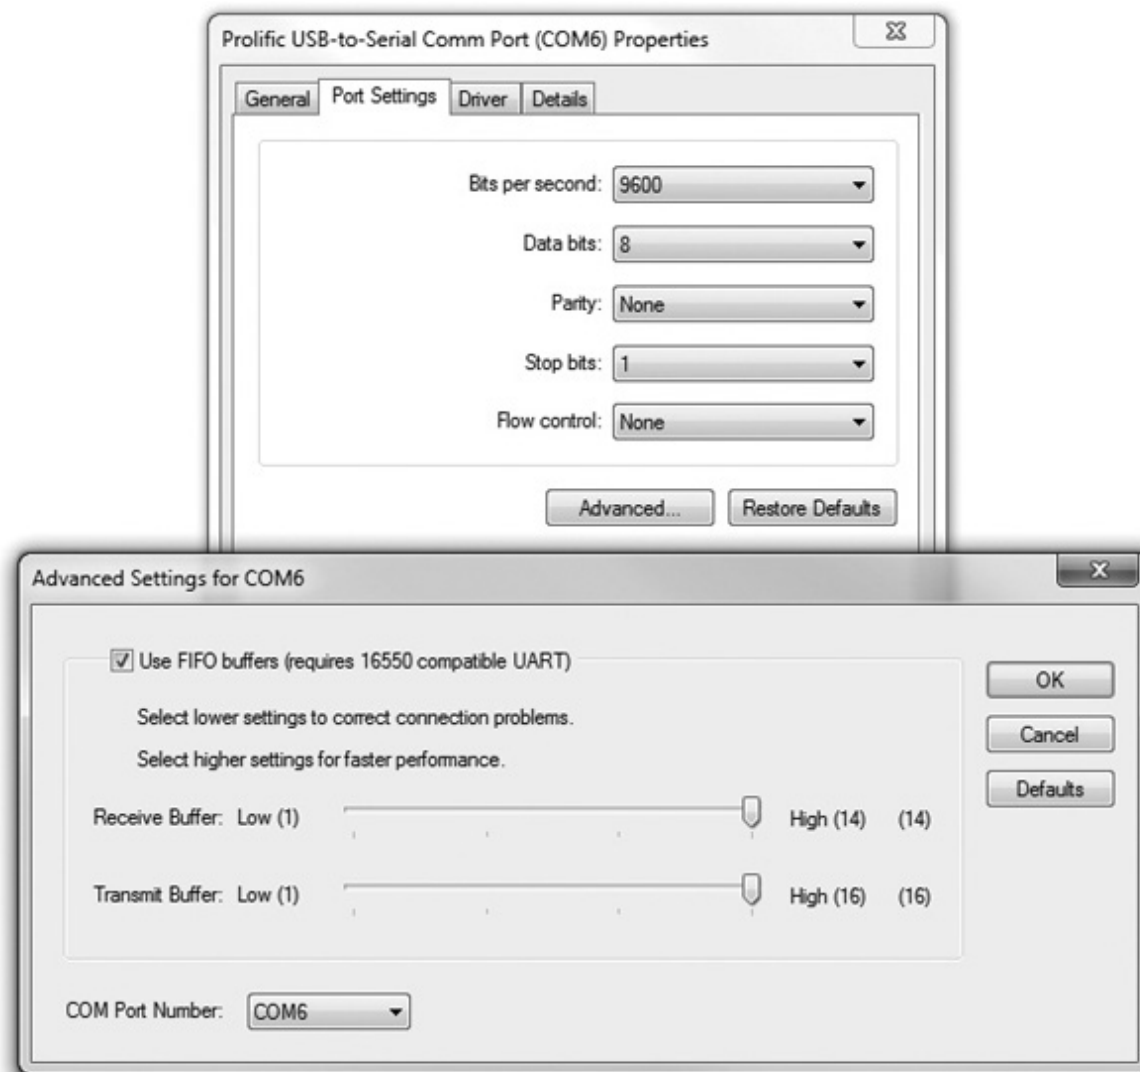 Prolific USB-to-Serial Comm Port (COM6) Properties
General Port Settings Driver Details
Bits per second: 9600
Data bits: 8
Parity: None
Stop bits: 1
Flow control: None
Advanced... Restore Defaults
Advanced Settings for COM6
Use FIFO buffers (requires 16550 compatible UART)
OK
Select lower settings to correct connection problems.
Cancel
Select higher settings for faster performance.
Defaults
Receive Buffer: Low (1) High (14) (14)
Transmit Buffer: Low (1) High (16) (16)
COM Port Number: COM6